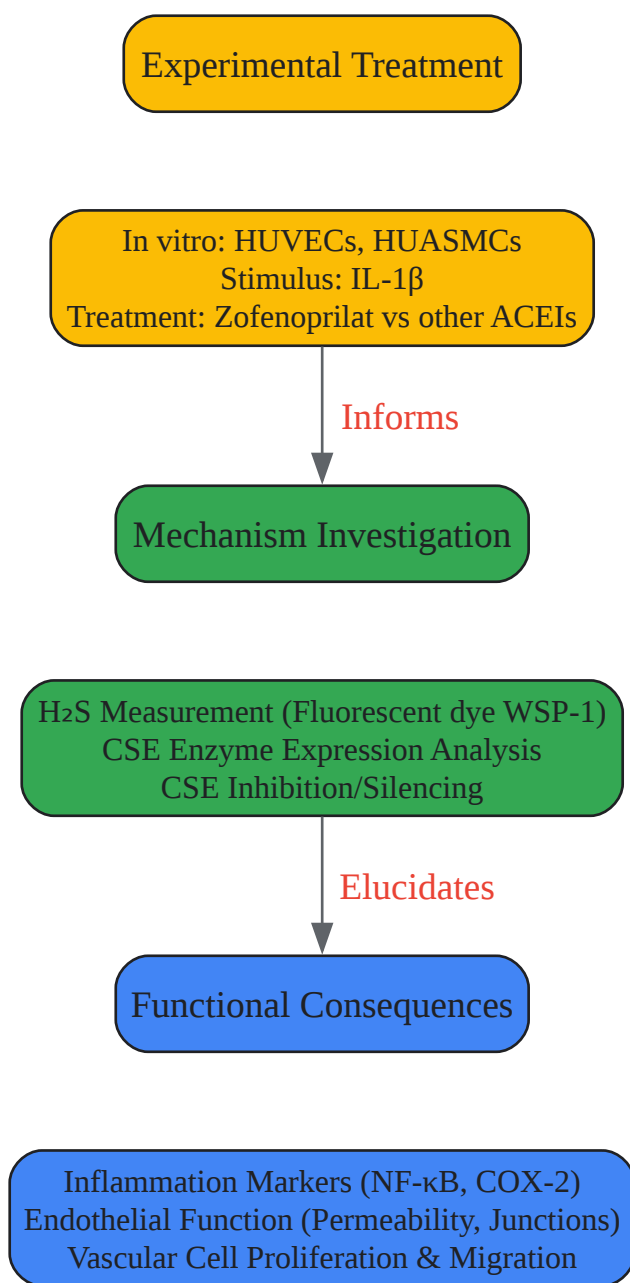 Experimental Treatment
In vitro: HUVECs, HUASMCs
Stimulus: IL-1β
Treatment: Zofenoprilat vs other ACEIs
Informs
Mechanism Investigation
H₂S Measurement (Fluorescent dye WSP-1)
CSE Enzyme Expression Analysis
CSE Inhibition/Silencing
Elucidates
Functional Consequences
Inflammation Markers (NF-κB, COX-2)
Endothelial Function (Permeability, Junctions)
Vascular Cell Proliferation & Migration